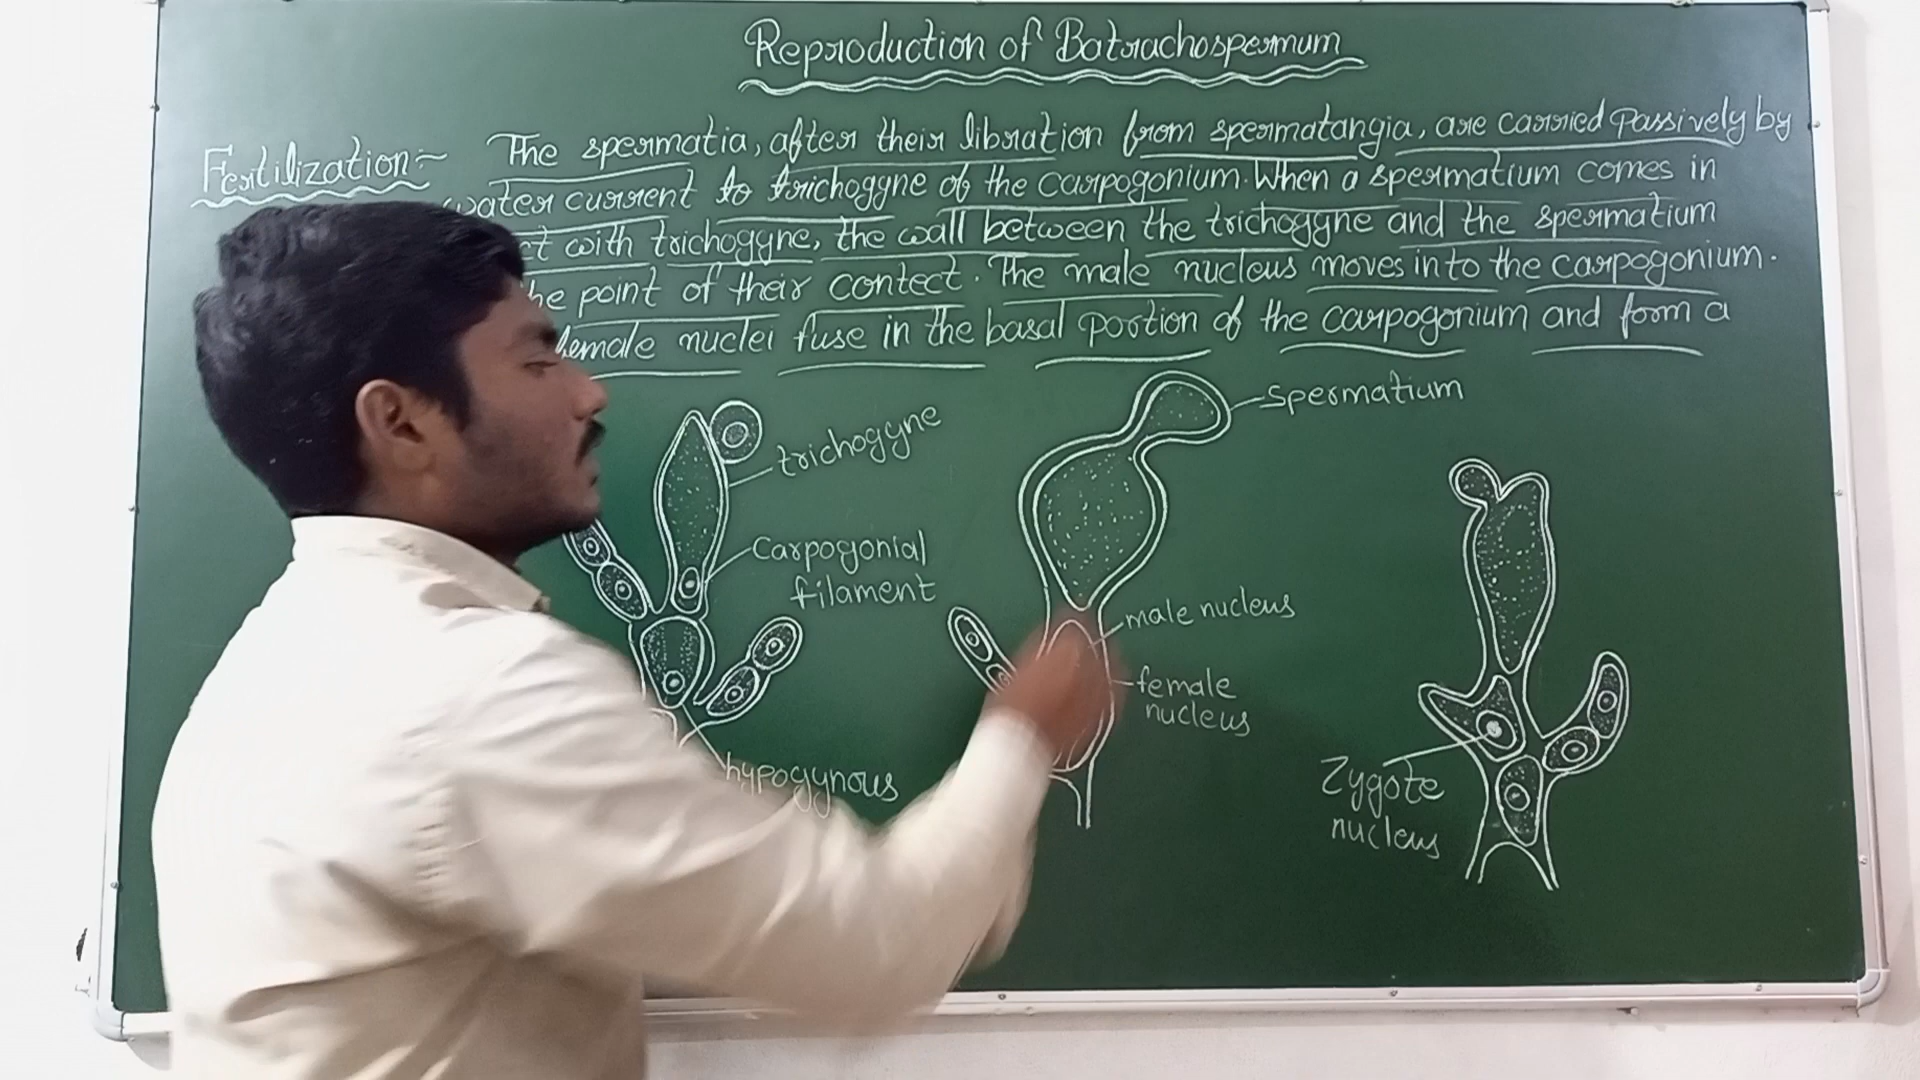 Reproduction of Batrachospermum
Fertilization:- The spermatia, after their libration from spermatangia, are carried passively by
water current to trichogyne of the carpogonium. When a spermatium comes in
with trichogyne, the wall between the trichogyne and the spermatium
the point of their contect. The male nucleus moves into the carpogonium.
female nuclei fuse in the basal portion of the carpogonium and form a
spermatium
trichogyne
Carpogonial
filament
male nucleus
female
nucleus
hypogynous
Zygote
nucleus